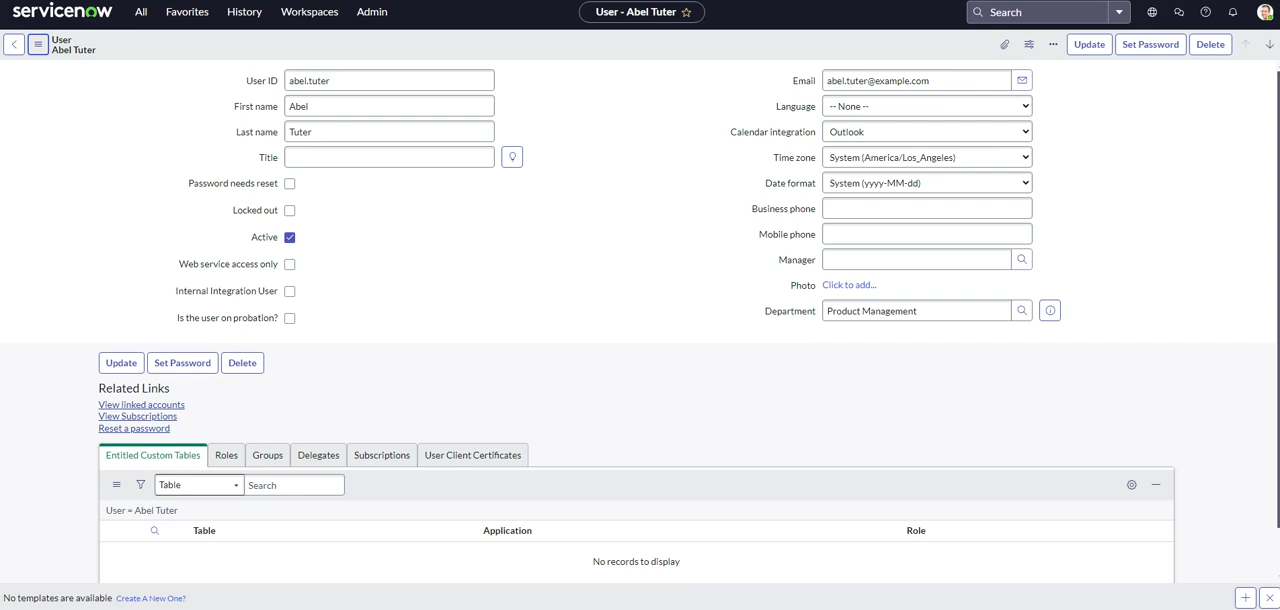 servicenow All Favorites History Workspaces Admin User - Abel Tuter Search
User
Abel Tuter
Update Set Password Delete
User ID abel.tuter
First name Abel
Last name Tuter
Title
Password needs reset
Locked out
Active
Web service access only
Internal Integration User
Is the user on probation?
Email abel.tuter@example.com
Language -- None --
Calendar integration Outlook
Time zone System (America/Los_Angeles)
Date format System (yyyy-MM-dd)
Business phone
Mobile phone
Manager
Photo Click to add...
Department Product Management
Update Set Password Delete
Related Links
View linked accounts
View Subscriptions
Reset a password
Entitled Custom Tables Roles Groups Delegates Subscriptions User Client Certificates
Table Search
User = Abel Tuter
Table Application Role
No records to display
No templates are available Create A New One?